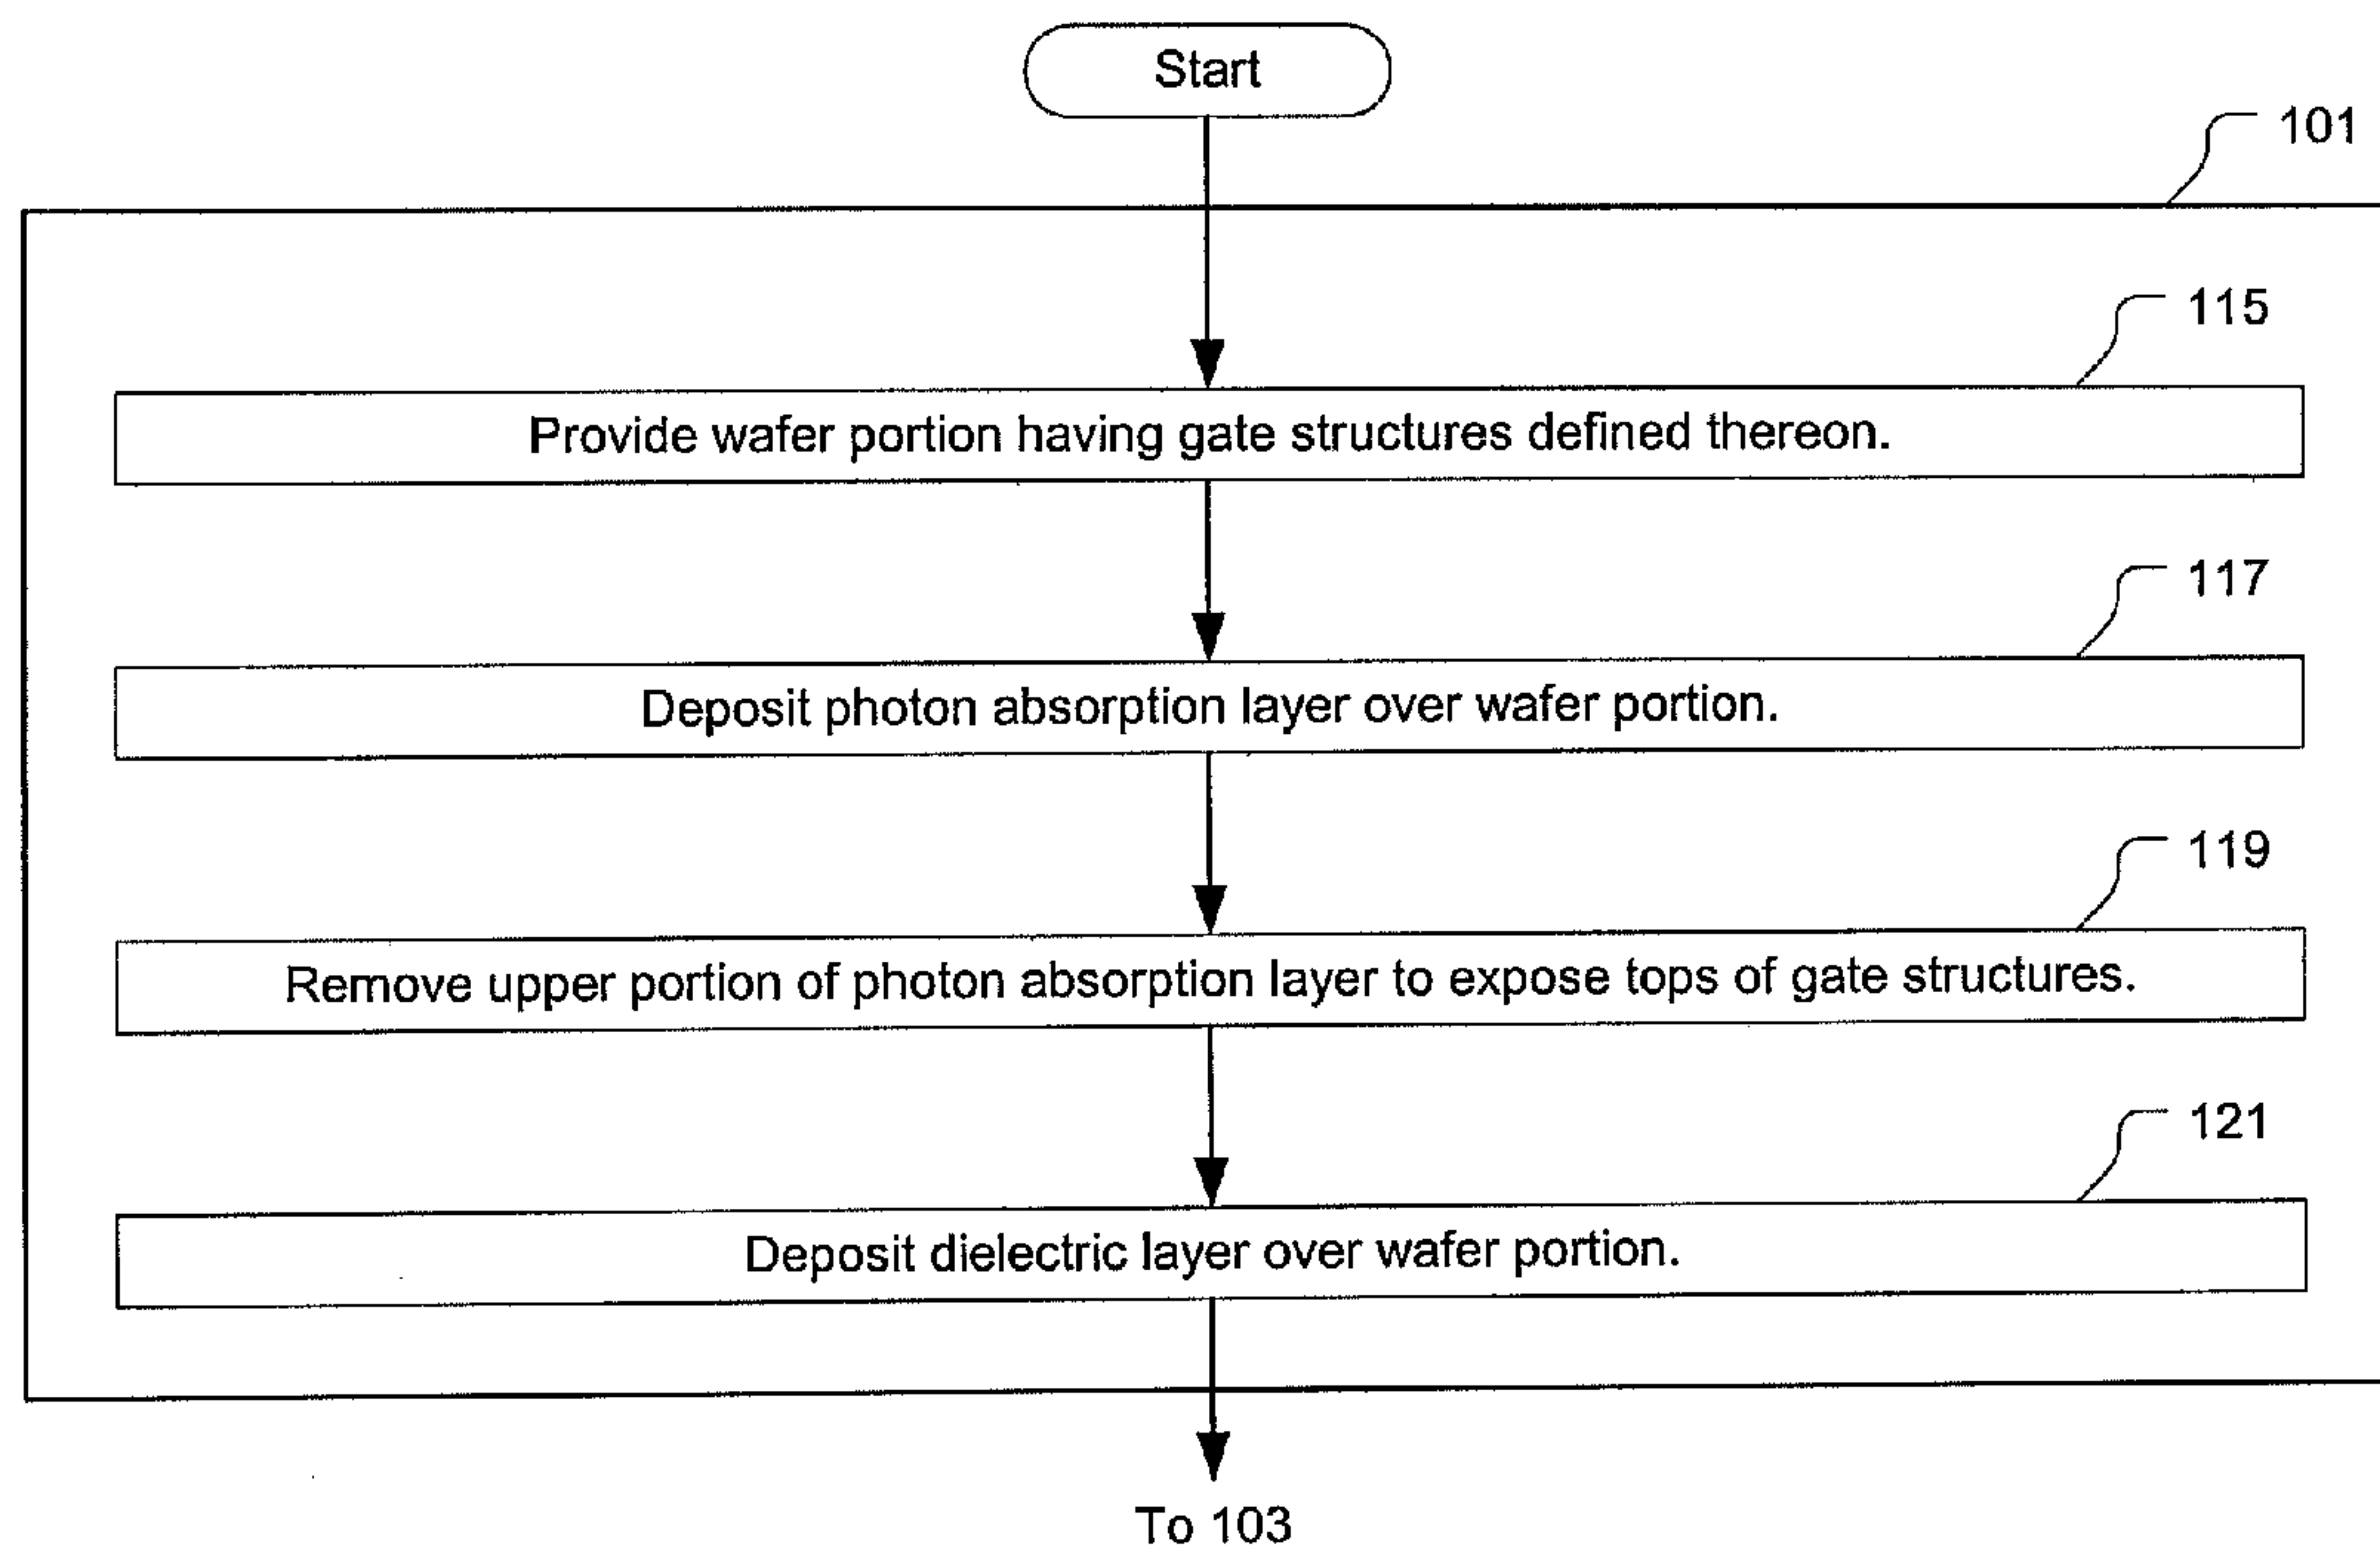 Start
101
115
Provide wafer portion having gate structures defined thereon.
117
Deposit photon absorption layer over wafer portion.
119
Remove upper portion of photon absorption layer to expose tops of gate structures.
121
Deposit dielectric layer over wafer portion.
To 103